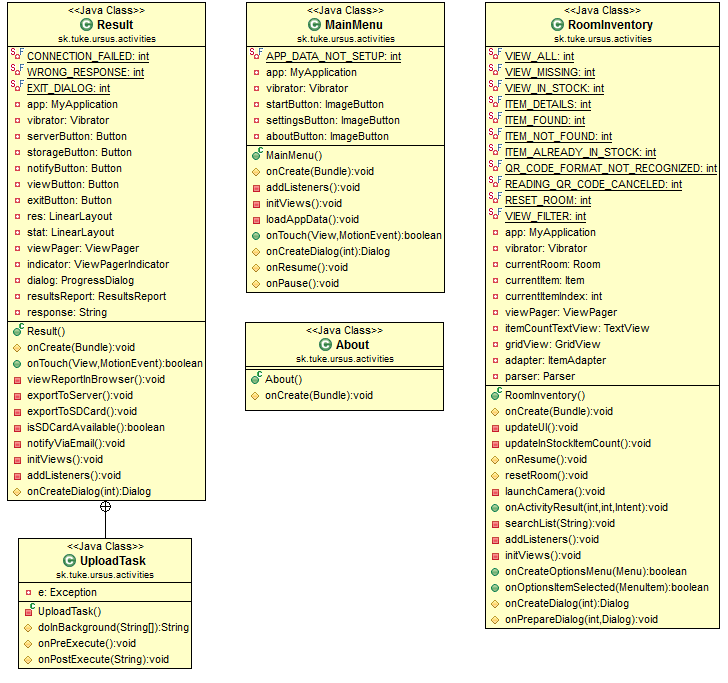 <<Java Class>>
Result
sk.tuke.ursus.activities
CONNECTION_FAILED: int
WRONG_RESPONSE: int
EXIT_DIALOG: int
app: MyApplication
vibrator: Vibrator
serverButton: Button
storageButton: Button
notifyButton: Button
viewButton: Button
exitButton: Button
res: LinearLayout
stat: LinearLayout
viewPager: ViewPager
indicator: ViewPagerIndicator
dialog: ProgressDialog
resultsReport: ResultsReport
response: String
Result()
onCreate(Bundle):void
onTouch(View,MotionEvent):boolean
viewReportInBrowser():void
exportToServer():void
exportToSDCard():void
isSDCardAvailable():boolean
notifyViaEmail():void
initViews():void
addListeners():void
onCreateDialog(int):Dialog
<<Java Class>>
UploadTask
sk.tuke.ursus.activities
e: Exception
UploadTask()
doInBackground(String[]):String
onPreExecute():void
onPostExecute(String):void
<<Java Class>>
MainMenu
sk.tuke.ursus.activities
APP_DATA_NOT_SETUP: int
app: MyApplication
vibrator: Vibrator
startButton: ImageButton
settingsButton: ImageButton
aboutButton: ImageButton
MainMenu()
onCreate(Bundle):void
addListeners():void
initViews():void
loadAppData():void
onTouch(View,MotionEvent):boolean
onCreateDialog(int):Dialog
onResume():void
onPause():void
<<Java Class>>
About
sk.tuke.ursus.activities
About()
onCreate(Bundle):void
<<Java Class>>
RoomInventory
sk.tuke.ursus.activities
VIEW_ALL: int
VIEW_MISSING: int
VIEW_IN_STOCK: int
ITEM_DETAILS: int
ITEM_FOUND: int
ITEM_NOT_FOUND: int
ITEM_ALREADY_IN_STOCK: int
QR_CODE_FORMAT_NOT_RECOGNIZED: int
READING_QR_CODE_CANCELED: int
RESET_ROOM: int
VIEW_FILTER: int
app: MyApplication
vibrator: Vibrator
currentRoom: Room
currentItem: Item
currentItemIndex: int
viewPager: ViewPager
itemCountTextView: TextView
gridView: GridView
adapter: ItemAdapter
parser: Parser
RoomInventory()
onCreate(Bundle):void
updateUI():void
updateInStockItemCount():void
onResume():void
resetRoom():void
launchCamera():void
onActivityResult(int,int,Intent):void
searchList(String):void
addListeners():void
initViews():void
onCreateOptionsMenu(Menu):boolean
onOptionsItemSelected(MenuItem):boolean
onCreateDialog(int):Dialog
onPrepareDialog(int,Dialog):void